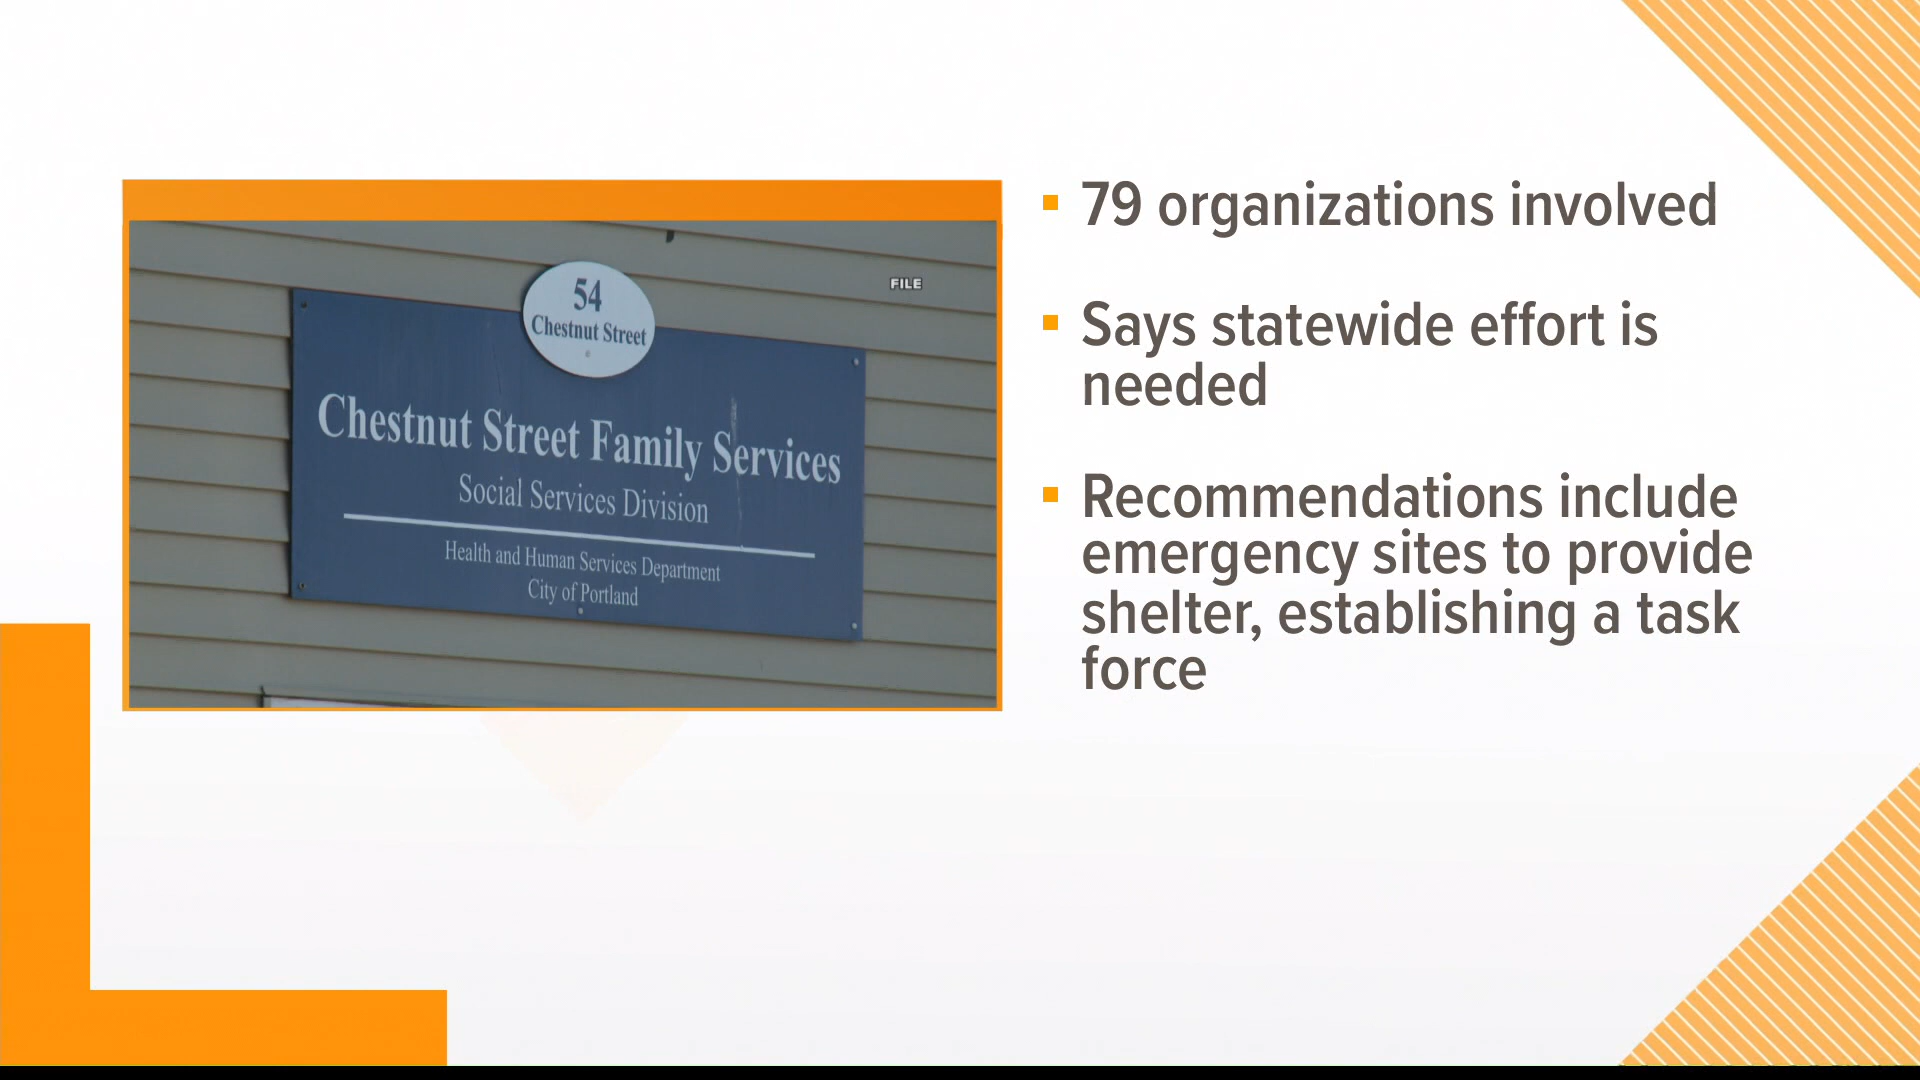 FILE
54
Chestnut Street
Chestnut Street Family Services
Social Services Division
Health and Human Services Department
City of Portland
79 organizations involved
Says statewide effort is
needed
Recommendations include
emergency sites to provide
shelter, establishing a task
force